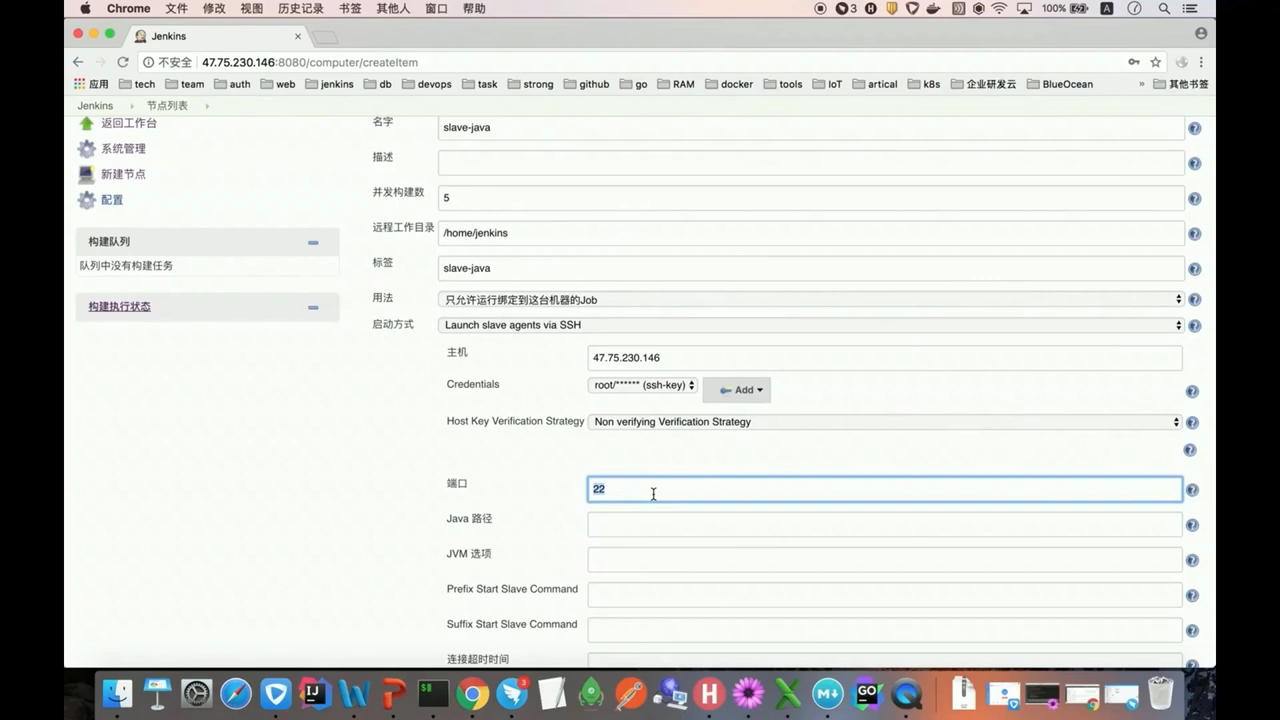 Chrome 文件 修改 视图 历史记录 书签 其他人 窗口 帮助 3 100% A
Jenkins
不安全 47.75.230.146:8080/computer/createItem
应用 tech team auth web jenkins db devops task strong github go RAM docker tools IoT artical k8s 企业研发云 BlueOcean » 其他书签
Jenkins 节点列表
返回工作台
系统管理
新建节点
配置
构建队列
队列中没有构建任务
构建执行状态
名字 slave-java
描述
并发构建数 5
远程工作目录 /home/jenkins
标签 slave-java
用法 只允许运行绑定到这台机器的Job
启动方式 Launch slave agents via SSH
主机 47.75.230.146
Credentials root/****** (ssh-key) Add
Host Key Verification Strategy Non verifying Verification Strategy
端口 22
Java 路径
JVM 选项
Prefix Start Slave Command
Suffix Start Slave Command
连接超时时间